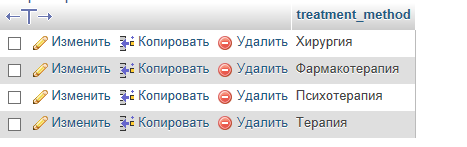 treatment_method
Изменить Копировать Удалить Хирургия
Изменить Копировать Удалить Фармакотерапия
Изменить Копировать Удалить Психотерапия
Изменить Копировать Удалить Терапия